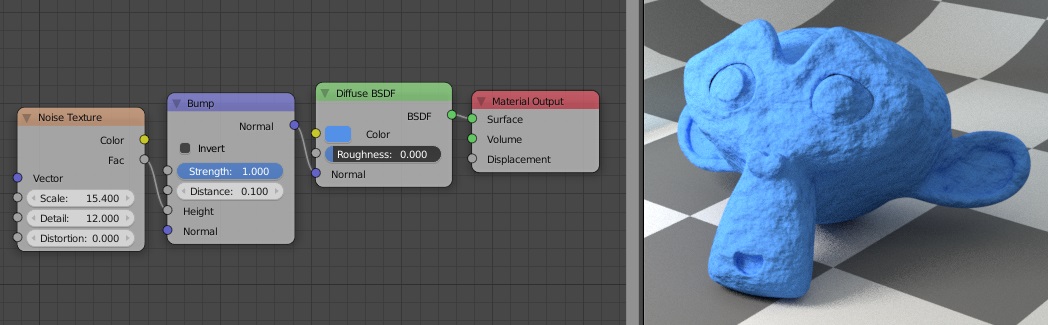 Noise Texture
Color
Fac
Vector
Scale: 15.400
Detail: 12.000
Distortion: 0.000
Bump
Normal
Invert
Strength: 1.000
Distance: 0.100
Height
Normal
Diffuse BSDF
BSDF
Color
Roughness: 0.000
Normal
Material Output
Surface
Volume
Displacement